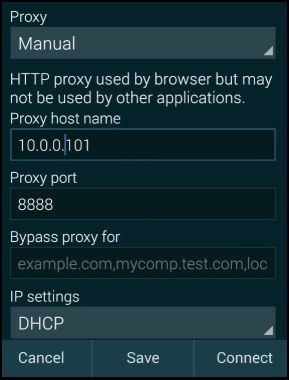 Proxy
Manual
HTTP proxy used by browser but may
not be used by other applications.
Proxy host name
10.0.0.101
Proxy port
8888
Bypass proxy for
example.com,mycomp.test.com,loc
IP settings
DHCP
Cancel Save Connect